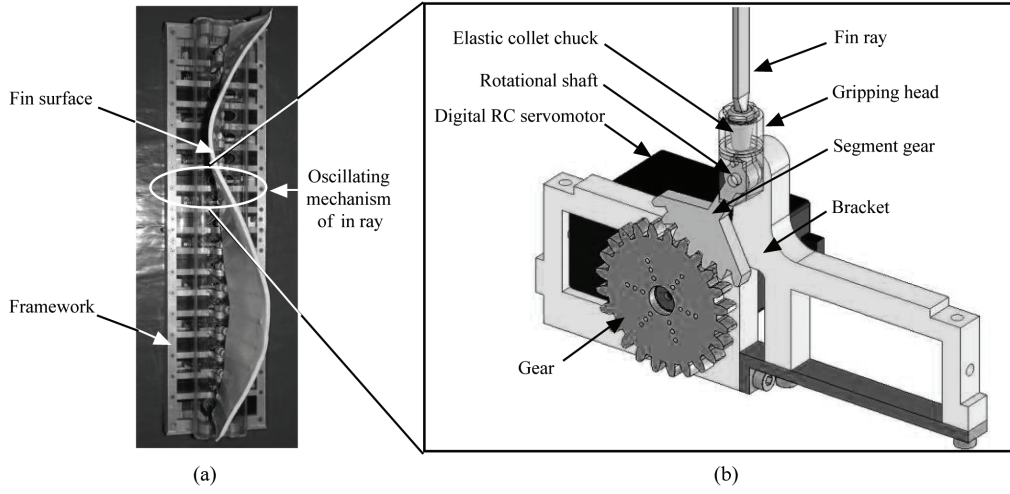 Fin surface
Oscillating
mechanism
of in ray
Framework
(a)
Elastic collet chuck
Rotational shaft
Digital RC servomotor
Fin ray
Gripping head
Segment gear
Bracket
Gear
(b)